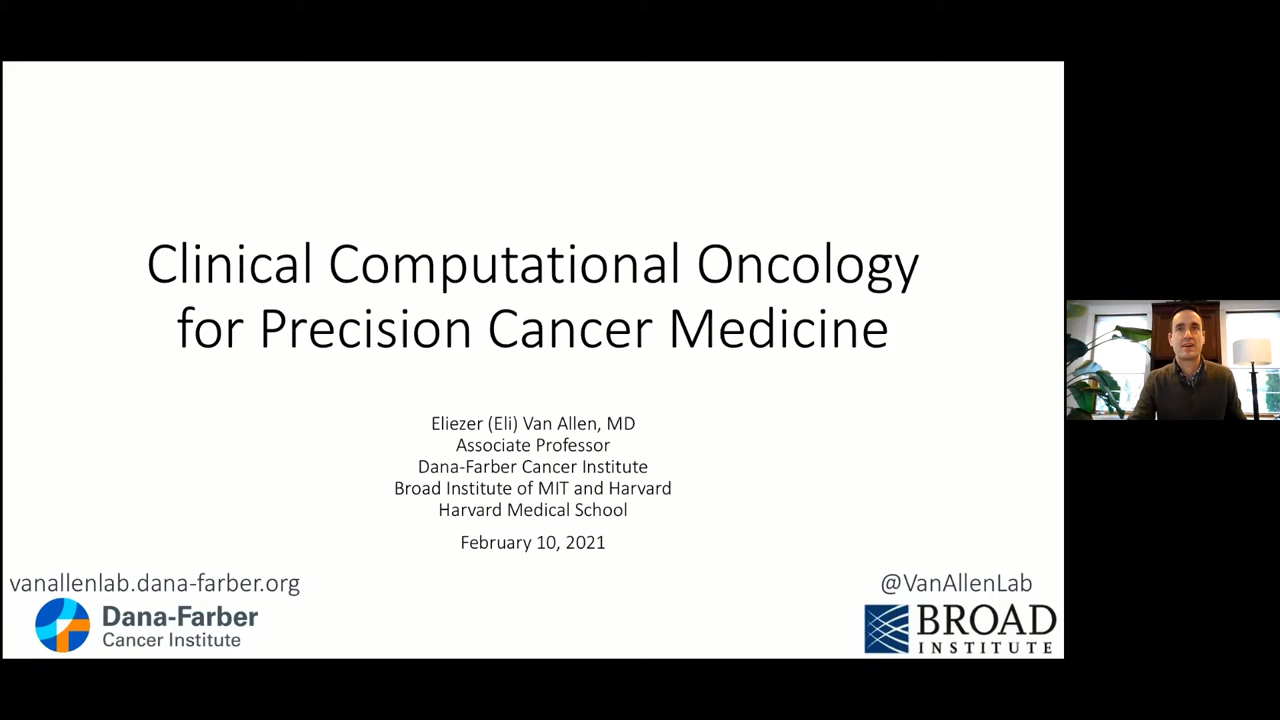 Clinical Computational Oncology
for Precision Cancer Medicine
Eliezer (Eli) Van Allen, MD
Associate Professor
Dana-Farber Cancer Institute
Broad Institute of MIT and Harvard
Harvard Medical School
February 10, 2021
vanallenlab.dana-farber.org
@VanAllenLab
Dana-Farber
Cancer Institute
BROAD
INSTITUTE